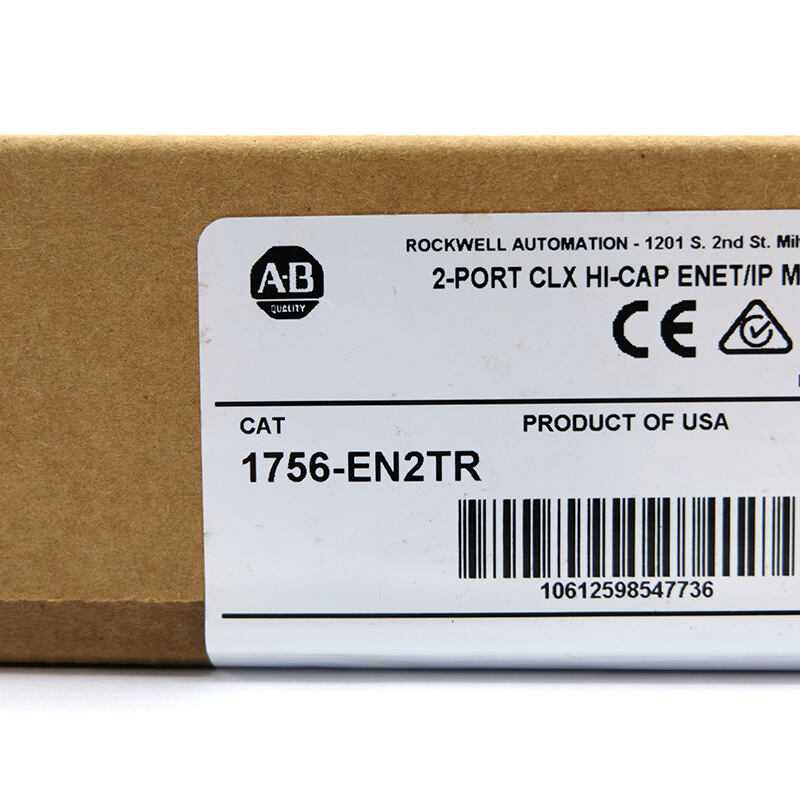 A-B
QUALITY
ROCKWELL AUTOMATION - 1201 S. 2nd St.
2-PORT CLX HI-CAP ENET/IP
CE
CAT
PRODUCT OF USA
1756-EN2TR
10612598547736